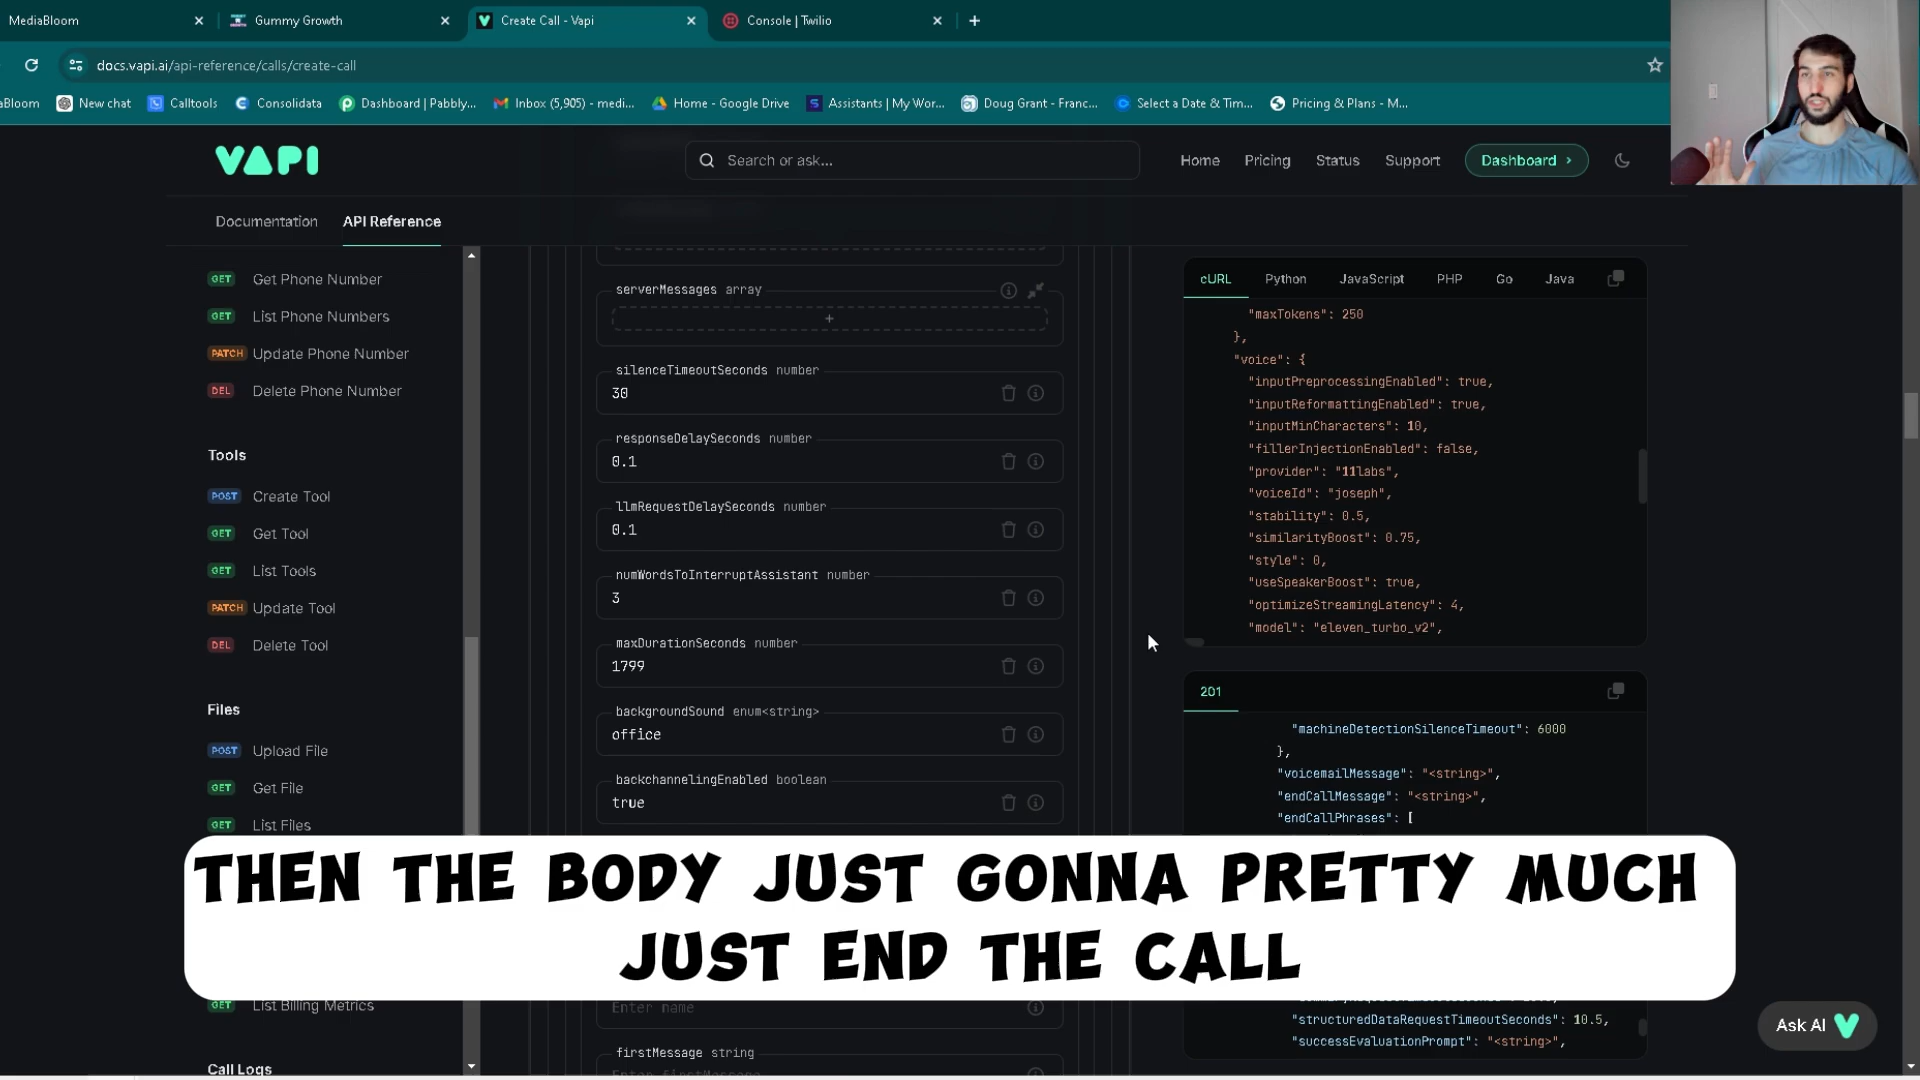 MediaBloom
Gummy Growth
Create Call - Vapi
Console | Twilio
docs.vapi.ai/api-reference/calls/create-call
aBloom
New chat
Calltools
Consolidata
Dashboard | Pabbly...
Inbox (5,905) - medi...
Home - Google Drive
Assistants | My Wor...
Doug Grant - Franc...
Select a Date & Tim...
Pricing & Plans - M...
VAPI
Search or ask...
Home
Pricing
Status
Support
Dashboard
Documentation
API Reference
GET Get Phone Number
GET List Phone Numbers
PATCH Update Phone Number
DEL Delete Phone Number
Tools
POST Create Tool
GET Get Tool
GET List Tools
PATCH Update Tool
DEL Delete Tool
Files
POST Upload File
GET Get File
GET List Files
GET List Billing Metrics
Call Logs
serverMessages array
+
silenceTimeoutSeconds number
30
responseDelaySeconds number
0.1
llmRequestDelaySeconds number
0.1
numWordsToInterruptAssistant number
3
maxDurationSeconds number
1799
backgroundSound enum<string>
office
backchannelingEnabled boolean
true
Enter name
firstMessage string
Enter firstMessage
cURL
Python
JavaScript
PHP
Go
Java
"maxTokens": 250
},
"voice": {
"inputPreprocessingEnabled": true,
"inputReformattingEnabled": true,
"inputMinCharacters": 10,
"fillerInjectionEnabled": false,
"provider": "11labs",
"voiceId": "joseph",
"stability": 0.5,
"similarityBoost": 0.75,
"style": 0,
"useSpeakerBoost": true,
"optimizeStreamingLatency": 4,
"model": "eleven_turbo_v2",
201
"machineDetectionSilenceTimeout": 6000
},
"voicemailMessage": "<string>",
"endCallMessage": "<string>",
"endCallPhrases": [
"structuredDataRequestTimeoutSeconds": 10.5,
"successEvaluationPrompt": "<string>",
Ask AI
THEN THE BODY JUST GONNA PRETTY MUCH
JUST END THE CALL